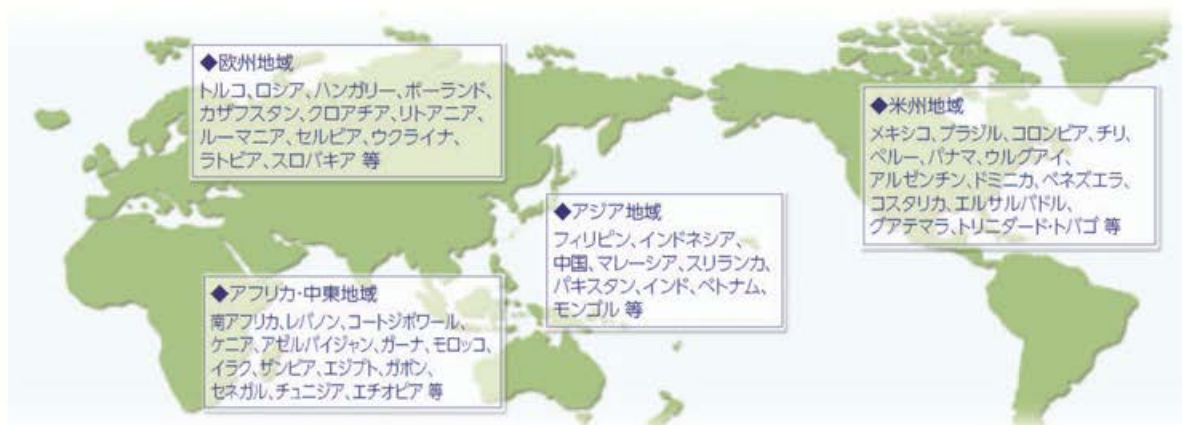 ◆欧州地域
トルコ、ロシア、ハンガリー、ポーランド、
カザフスタン、クロアチア、リトアニア、
ルーマニア、セルビア、ウクライナ、
ラトビア、スロバキア 等
◆米州地域
メキシコ、ブラジル、コロンビア、チリ、
ペルー、パナマ、ウルグアイ、
アルゼンチン、ドミニカ、ベネズエラ、
コスタリカ、エルサルバドル、
グアテマラ、トリニダード・トバゴ 等
◆アジア地域
フィリピン、インドネシア、
中国、マレーシア、スリランカ、
パキスタン、インド、ベトナム、
モンゴル 等
◆アフリカ・中東地域
南アフリカ、レバノン、コートジボワール、
ケニア、アゼルバイジャン、ガーナ、モロッコ、
イラク、ザンビア、エジプト、ガボン、
セネガル、チュニジア、エチオピア 等